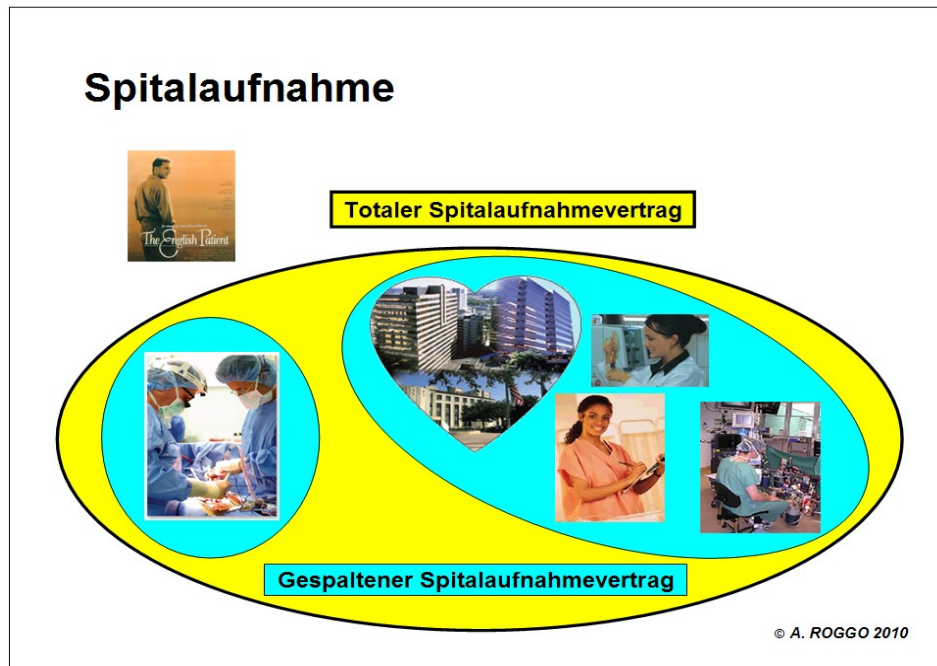 Spitalaufnahme
The English Patient
Totaler Spitalaufnahmevertrag
Gespaltener Spitalaufnahmevertrag
© A. ROGGO 2010